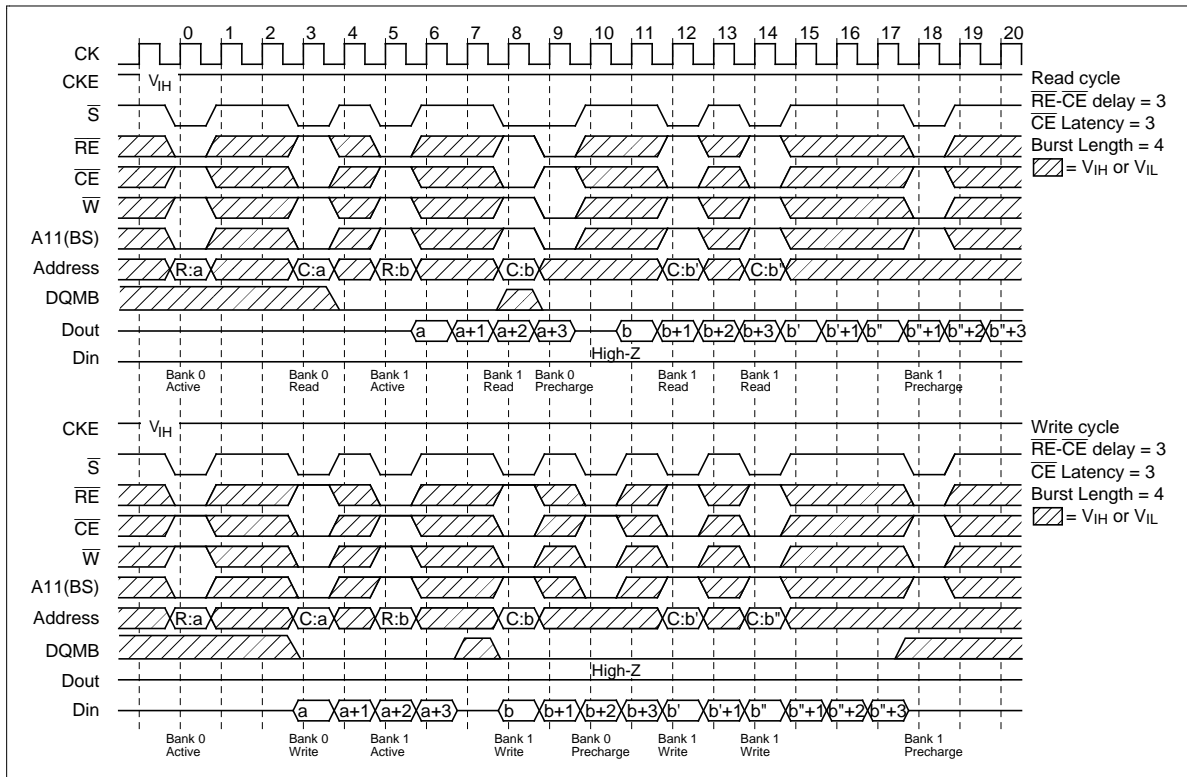 0 1 2 3 4 5 6 7 8 9 10 11 12 13 14 15 16 17 18 19 20
CK
CKE VIH
S
RE
CE
W
A11(BS)
Address R:a C:a R:b C:b C:b' C:b'
DQMB
Dout a a+1 a+2 a+3 b b+1 b+2 b+3 b' b'+1 b" b"+1 b"+2 b"+3
High-Z
Din
Bank 0 Active
Bank 0 Read
Bank 1 Active
Bank 1 Read
Bank 0 Precharge
Bank 1 Read
Bank 1 Read
Bank 1 Precharge
Read cycle
RE-CE delay = 3
CE Latency = 3
Burst Length = 4
= VIH or VIL
CKE VIH
S
RE
CE
W
A11(BS)
Address R:a C:a R:b C:b C:b' C:b"
DQMB
High-Z
Dout
Din a a+1 a+2 a+3 b b+1 b+2 b+3 b' b'+1 b" b"+1 b"+2 b"+3
Bank 0 Active
Bank 0 Write
Bank 1 Active
Bank 1 Write
Bank 0 Precharge
Bank 1 Write
Bank 1 Write
Bank 1 Precharge
Write cycle
RE-CE delay = 3
CE Latency = 3
Burst Length = 4
= VIH or VIL